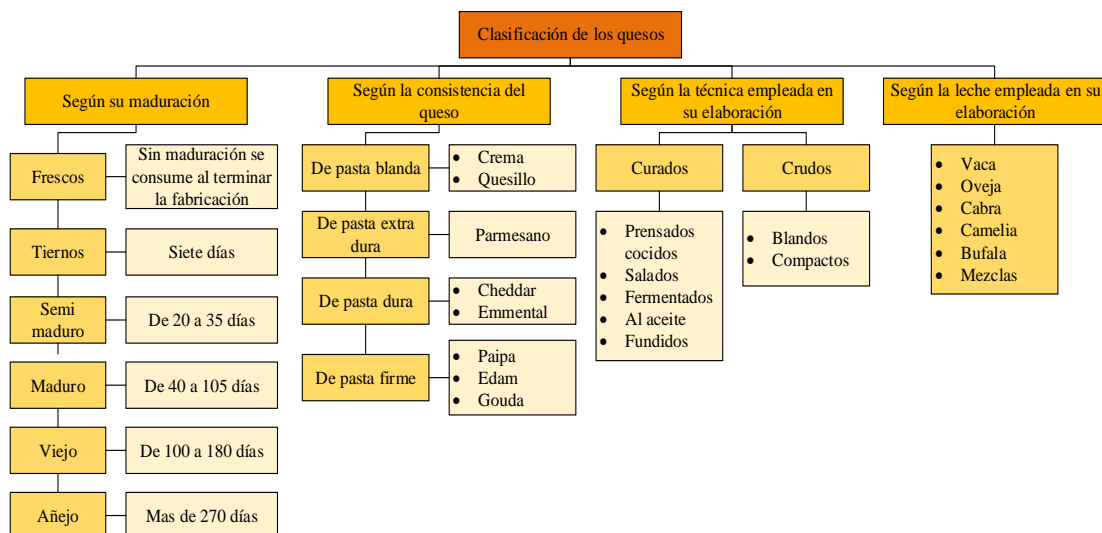 Clasificación de los quesos
Según su maduración
Frescos
Sin maduración se
consume al terminar
la fabricación
Tiernos
Siete días
Semi
maduro
De 20 a 35 días
Maduro
De 40 a 105 días
Viejo
De 100 a 180 días
Añejo
Mas de 270 días
Según la consistencia del
queso
De pasta blanda
• Crema
• Quesillo
De pasta extra
dura
Parmesano
De pasta dura
• Cheddar
• Emmental
De pasta firme
• Paipa
• Edam
• Gouda
Según la técnica empleada en
su elaboración
Curados
• Prensados
cocidos
• Salados
• Fermentados
• Al aceite
• Fundidos
Crudos
• Blandos
• Compactos
Según la leche empleada en su
elaboración
• Vaca
• Oveja
• Cabra
• Camelia
• Bufala
• Mezclas